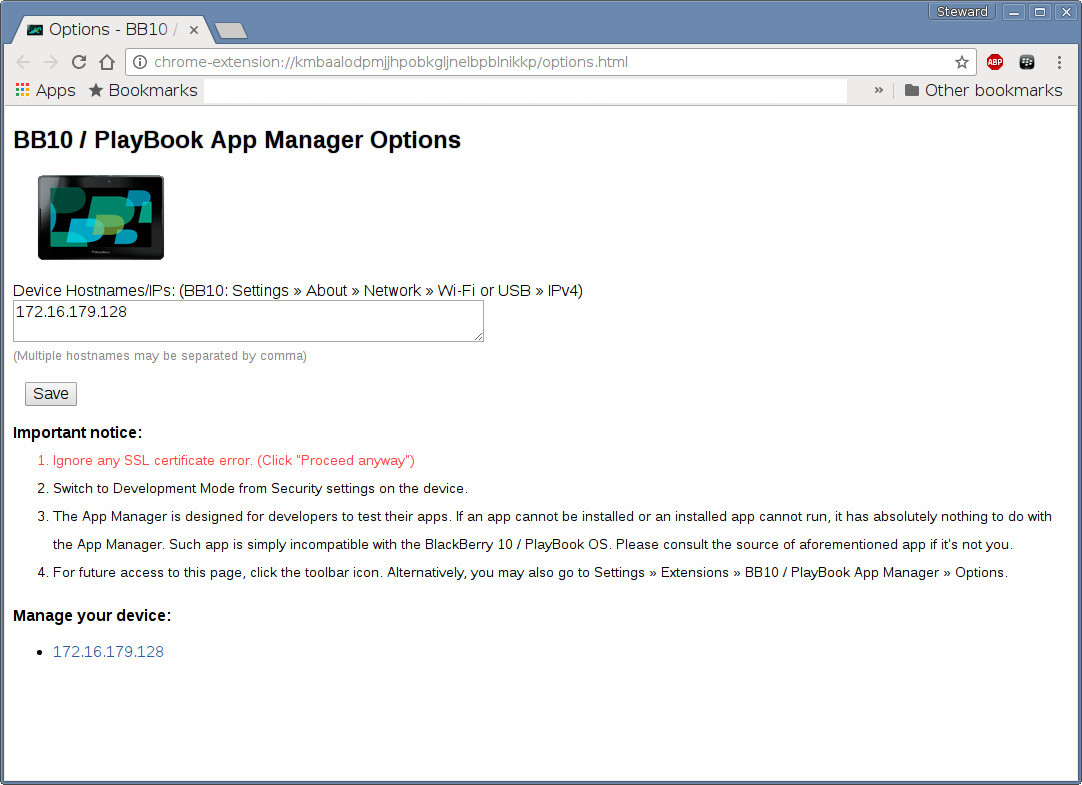 Steward
Options - BB10 /
chrome-extension://kmbaalodpmjjhpobkgljnelbpblnikkp/options.html
ABP
Apps
Bookmarks
»
Other bookmarks
BB10 / PlayBook App Manager Options
Device Hostnames/IPs: (BB10: Settings » About » Network » Wi-Fi or USB » IPv4)
172.16.179.128
(Multiple hostnames may be separated by comma)
Save
Important notice:
1. Ignore any SSL certificate error. (Click "Proceed anyway")
2. Switch to Development Mode from Security settings on the device.
3. The App Manager is designed for developers to test their apps. If an app cannot be installed or an installed app cannot run, it has absolutely nothing to do with
the App Manager. Such app is simply incompatible with the BlackBerry 10 / PlayBook OS. Please consult the source of aforementioned app if it's not you.
4. For future access to this page, click the toolbar icon. Alternatively, you may also go to Settings » Extensions » BB10 / PlayBook App Manager » Options.
Manage your device:
172.16.179.128